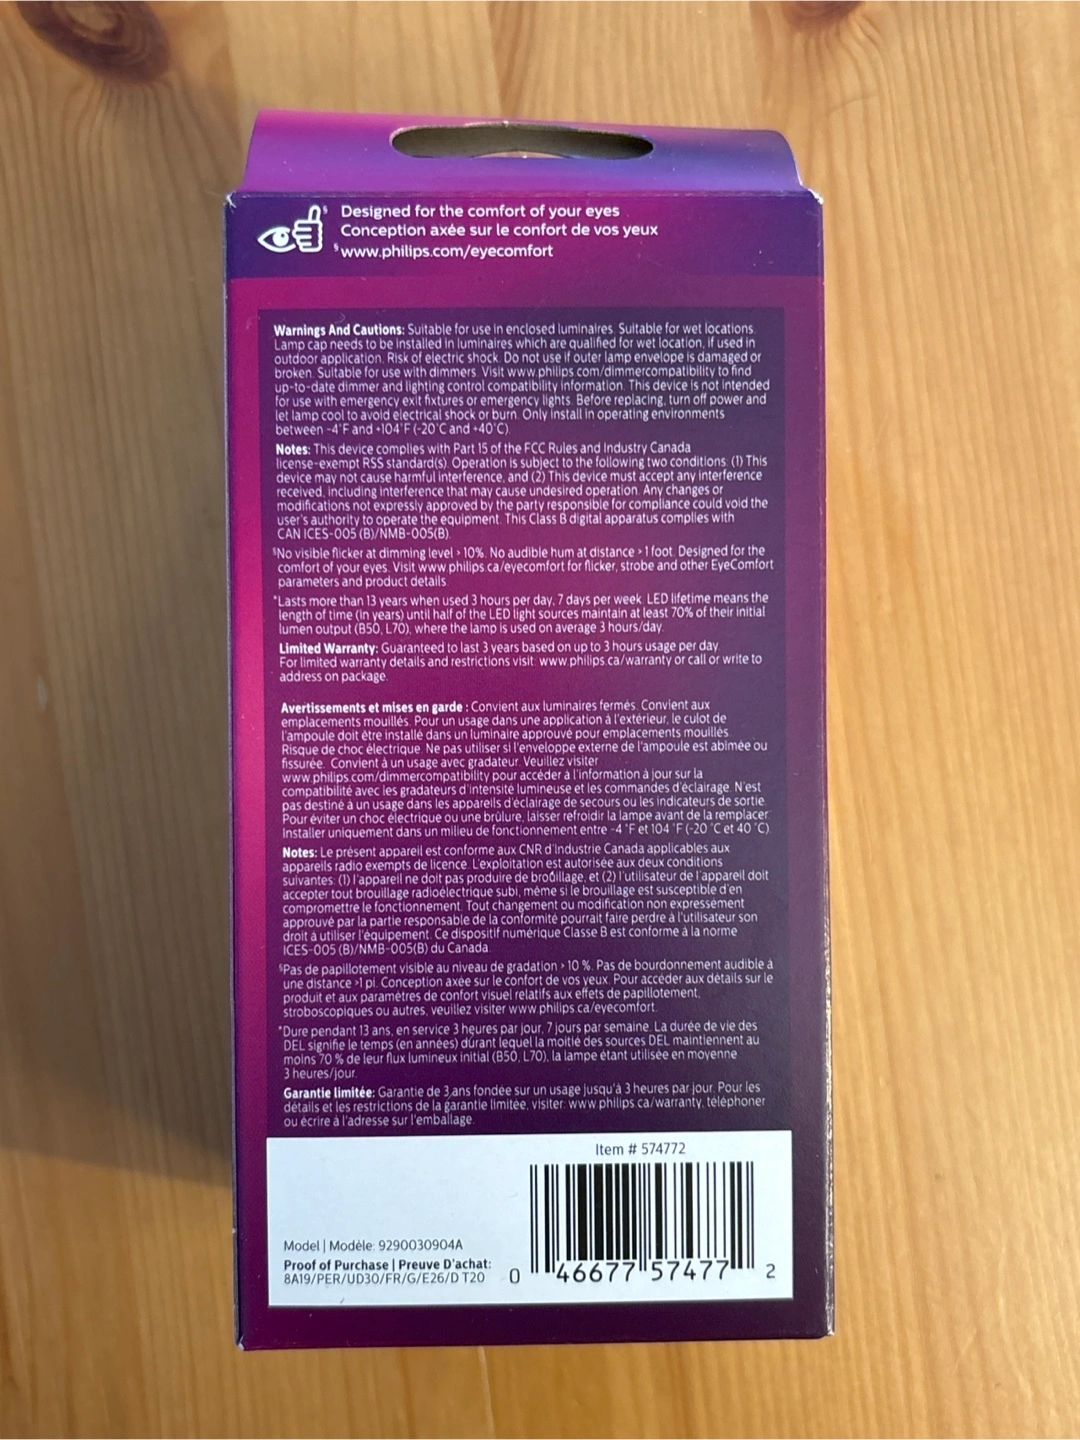 § Designed for the comfort of your eyes
Conception axée sur le confort de vos yeux
§www.philips.com/eyecomfort
Warnings And Cautions: Suitable for use in enclosed luminaires. Suitable for wet locations.
Lamp cap needs to be installed in luminaires which are qualified for wet location, if used in
outdoor application. Risk of electric shock. Do not use if outer lamp envelope is damaged or
broken. Suitable for use with dimmers. Visit www.philips.com/dimmercompatibility to find
up-to-date dimmer and lighting control compatibility information. This device is not intended
for use with emergency exit fixtures or emergency lights. Before replacing, turn off power and
let lamp cool to avoid electrical shock or burn. Only install in operating environments
between -4°F and +104°F (-20°C and +40°C).
Notes: This device complies with Part 15 of the FCC Rules and Industry Canada
license-exempt RSS standard(s). Operation is subject to the following two conditions: (1) This
device may not cause harmful interference, and (2) This device must accept any interference
received, including interference that may cause undesired operation. Any changes or
modifications not expressly approved by the party responsible for compliance could void the
user's authority to operate the equipment. This Class B digital apparatus complies with
CAN ICES-005 (B)/NMB-005(B).
§No visible flicker at dimming level > 10%. No audible hum at distance > 1 foot. Designed for the
comfort of your eyes. Visit www.philips.ca/eyecomfort for flicker, strobe and other EyeComfort
parameters and product details.
*Lasts more than 13 years when used 3 hours per day, 7 days per week. LED lifetime means the
length of time (in years) until half of the LED light sources maintain at least 70% of their initial
lumen output (B50, L70), where the lamp is used on average 3 hours/day.
Limited Warranty: Guaranteed to last 3 years based on up to 3 hours usage per day.
For limited warranty details and restrictions visit: www.philips.ca/warranty or call or write to
address on package.
Avertissements et mises en garde : Convient aux luminaires fermés. Convient aux
emplacements mouillés. Pour un usage dans une application à l'extérieur, le culot de
l'ampoule doit être installé dans un luminaire approuvé pour emplacements mouillés.
Risque de choc électrique. Ne pas utiliser si l'enveloppe externe de l'ampoule est abîmée ou
fissurée. Convient à un usage avec gradateur. Veuillez visiter
www.philips.com/dimmercompatibility pour accéder à l'information à jour sur la
compatibilité avec les gradateurs d'intensité lumineuse et les commandes d'éclairage. N'est
pas destiné à un usage dans les appareils d'éclairage de secours ou les indicateurs de sortie.
Pour éviter un choc électrique ou une brûlure, laisser refroidir la lampe avant de la remplacer.
Installer uniquement dans un milieu de fonctionnement entre -4 °F et 104 °F (-20 °C et 40 °C).
Notes: Le présent appareil est conforme aux CNR d'Industrie Canada applicables aux
appareils radio exempts de licence. L'exploitation est autorisée aux deux conditions
suivantes: (1) l'appareil ne doit pas produire de brouillage, et (2) l'utilisateur de l'appareil doit
accepter tout brouillage radioélectrique subi, même si le brouillage est susceptible d'en
compromettre le fonctionnement. Tout changement ou modification non expressément
approuvé par la partie responsable de la conformité pourrait faire perdre à l'utilisateur son
droit à utiliser l'équipement. Ce dispositif numérique Classe B est conforme à la norme
ICES-005 (B)/NMB-005(B) du Canada.
§Pas de papillotement visible au niveau de gradation > 10 %. Pas de bourdonnement audible à
une distance >1 pi. Conception axée sur le confort de vos yeux. Pour accéder aux détails sur le
produit et aux paramètres de confort visuel relatifs aux effets de papillotement,
stroboscopiques ou autres, veuillez visiter www.philips.ca/eyecomfort.
*Dure pendant 13 ans, en service 3 heures par jour, 7 jours par semaine. La durée de vie des
DEL signifie le temps (en années) durant lequel la moitié des sources DEL maintiennent au
moins 70 % de leur flux lumineux initial (B50, L70), la lampe étant utilisée en moyenne
3 heures/jour.
Garantie limitée: Garantie de 3 ans fondée sur un usage jusqu'à 3 heures par jour. Pour les
détails et les restrictions de la garantie limitée, visiter: www.philips.ca/warranty, téléphoner
ou écrire à l'adresse sur l'emballage.
Item # 574772
Model | Modèle: 9290030904A
Proof of Purchase | Preuve D'achat:
8A19/PER/UD30/FR/G/E26/D T20
0 46677 57477 2